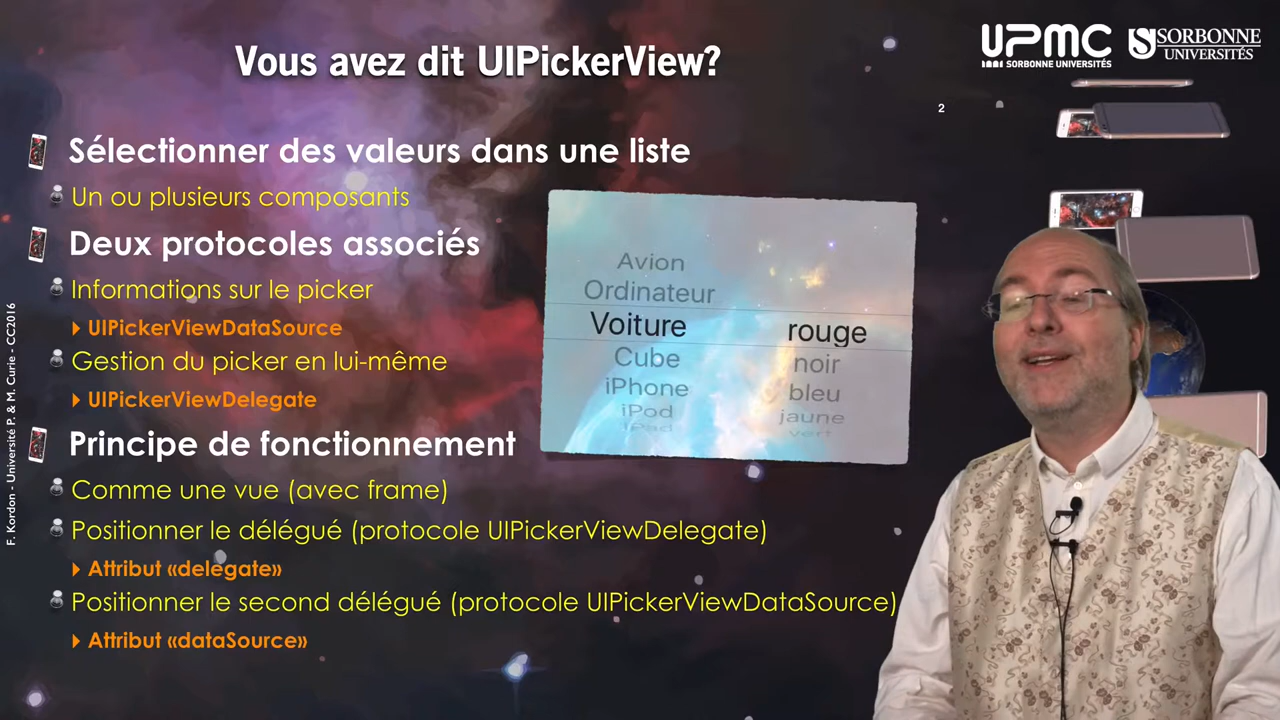 Vous avez dit UIPickerView?
UPMC
SORBONNE UNIVERSITÉS
SORBONNE
UNIVERSITÉS
2
Sélectionner des valeurs dans une liste
Un ou plusieurs composants
Deux protocoles associés
Informations sur le picker
UIPickerViewDataSource
Gestion du picker en lui-même
UIPickerViewDelegate
Principe de fonctionnement
Comme une vue (avec frame)
Positionner le délégué (protocole UIPickerViewDelegate)
Attribut «delegate»
Positionner le second délégué (protocole UIPickerViewDataSource)
Attribut «dataSource»
Avion
Ordinateur
Voiture rouge
Cube noir
iPhone bleu
iPod jaune
iPad vert
F. Kordon - Université P. & M. Curie - CC2016